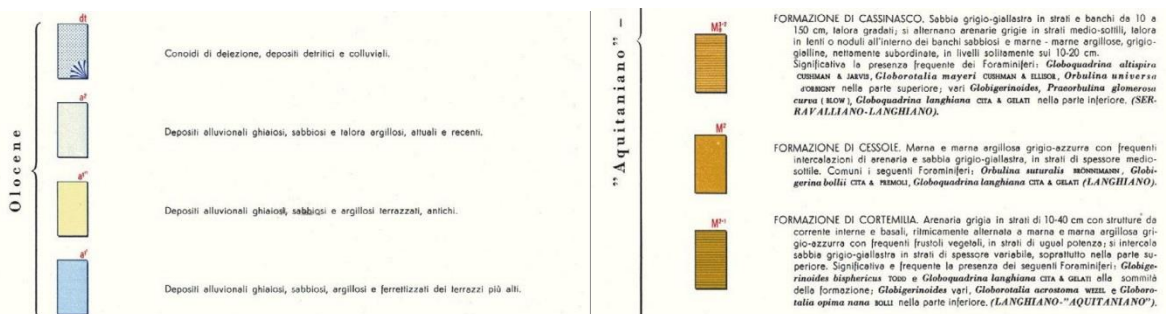 Olocene
dt
Conoidi di deiezione, depositi detritici e colluviali.
a²
Depositi alluvionali ghiaiosi, sabbiosi e talora argillosi, attuali e recenti.
Depositi alluvionali ghiaiosi, sabbiosi e argillosi terrazzati, antichi.
Depositi alluvionali ghiaiosi, sabbiosi, argillosi e ferrettizzati dei terrazzi più alti.
"Aquitaniano" –
FORMAZIONE DI CASSINASCO. Sabbia grigio-giallastra in strati e banchi da 10 a
150 cm, talora gradati; si alternano arenarie grigie in strati medio-sottili, talora
in lenti o noduli all'interno dei banchi sabbiosi e marne - marne argillose, grigio-
gialline, nettamente subordinate, in livelli solitamente sui 10-20 cm.
Significativa la presenza frequente dei Foraminiferi: Globoquadrina altispira
CUSHMAN & JARVIS, Globorotalia mayeri CUSHMAN & ELLISOR, Orbulina universa
d'ORBIGNY nella parte superiore; vari Globigerinoides, Praeorbulina glomerosa
curva (BLOW), Globoquadrina langhiana CITA & GELATI nella parte inferiore. (SER-
RAVALLIANO-LANGHIANO).
M²
FORMAZIONE DI CESSOLE. Marna e marna argillosa grigio-azzurra con frequenti
intercalazioni di arenaria e sabbia grigio-giallastra, in strati di spessore medio-
sottile. Comuni i seguenti Foraminiferi: Orbulina suturalis BRÖNNIMANN, Globi-
gerina bollii CITA & PREMOLI, Globoquadrina langhiana CITA & GELATI (LANGHIANO).
M²⁻¹
FORMAZIONE DI CORTEMILIA. Arenaria grigia in strati di 10-40 cm con strutture da
corrente interne e basali, ritmicamente alternata a marna e marna argillosa gri-
gio-azzurra con frequenti frustoli vegetali, in strati di ugual potenza; si intercala
sabbia grigio-giallastra in strati di spessore variabile, soprattutto nella parte su-
periore. Significativa e frequente la presenza dei seguenti Foraminiferi: Globige-
rinoides bisphericus TODD e Globoquadrina langhiana CITA & GELATI alla sommità
della formazione; Globigerinoides vari, Globorotalia acrostoma WEZEL e Globoro-
talia opima nana BOLLI nella parte inferiore. (LANGHIANO-"AQUITANIANO").